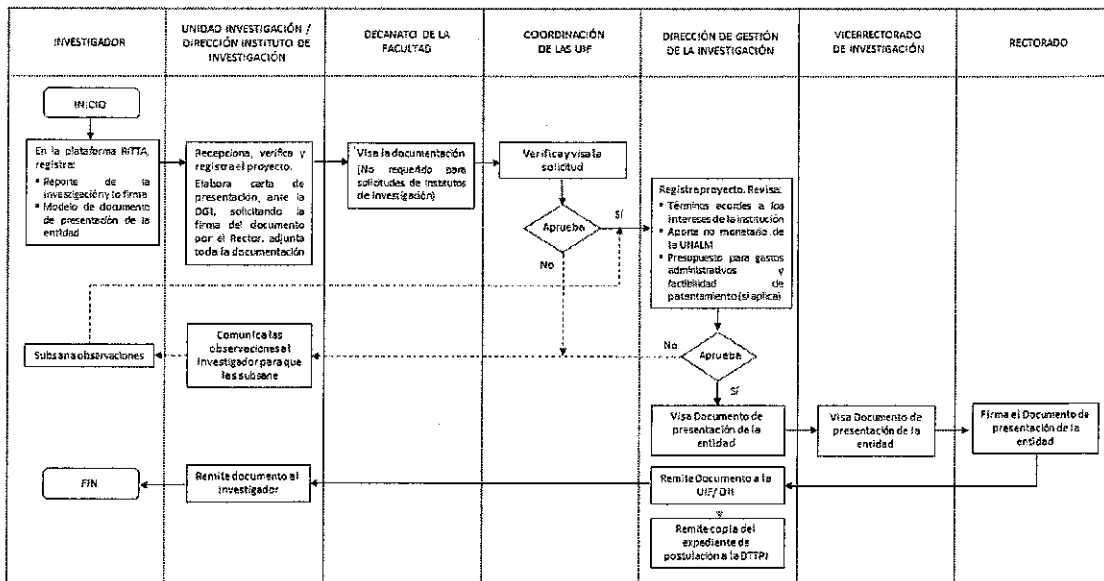 INVESTIGADOR
UNIDAD INVESTIGACIÓN /
DIRECCIÓN INSTITUTO DE
INVESTIGACIÓN
DECANATO DE LA
FACULTAD
COORDINACIÓN
DE LAS UIF
DIRECCIÓN DE GESTIÓN
DE LA INVESTIGACIÓN
VICERRECTORADO
DE INVESTIGACIÓN
RECTORADO
INICIO
En la plataforma RITTA,
registra:
• Reporte de la
investigación y lo firma
• Modelo de documento
de presentación de la
entidad
Recepciona, verifica y
registra el proyecto.
Elabora carta de
presentación, ante la
DGI, solicitando la
firma del documento
por el Rector, adjunta
toda la documentación
Visa la documentación
(No requerido para
solicitudes de Institutos
de Investigación)
Verifica y visa la
solicitud
Aprueba
Sí
No
Registra proyecto. Revisa:
• Términos acordes a los
intereses de la institución
• Aporte no monetario de
la UNALM
• Presupuesto para gastos
administrativos y
factibilidad de
patentamiento (si aplica)
Subsana observaciones
Comunica las
observaciones al
investigador para que
las subsane
No
Aprueba
Sí
Visa Documento de
presentación de la
entidad
Visa Documento de
presentación de la
entidad
Firma el Documento de
presentación de la
entidad
FIN
Remite documento al
investigador
Remite Documento a la
UIF/ DII
Remite copia del
expediente de
postulación a la DTTPI